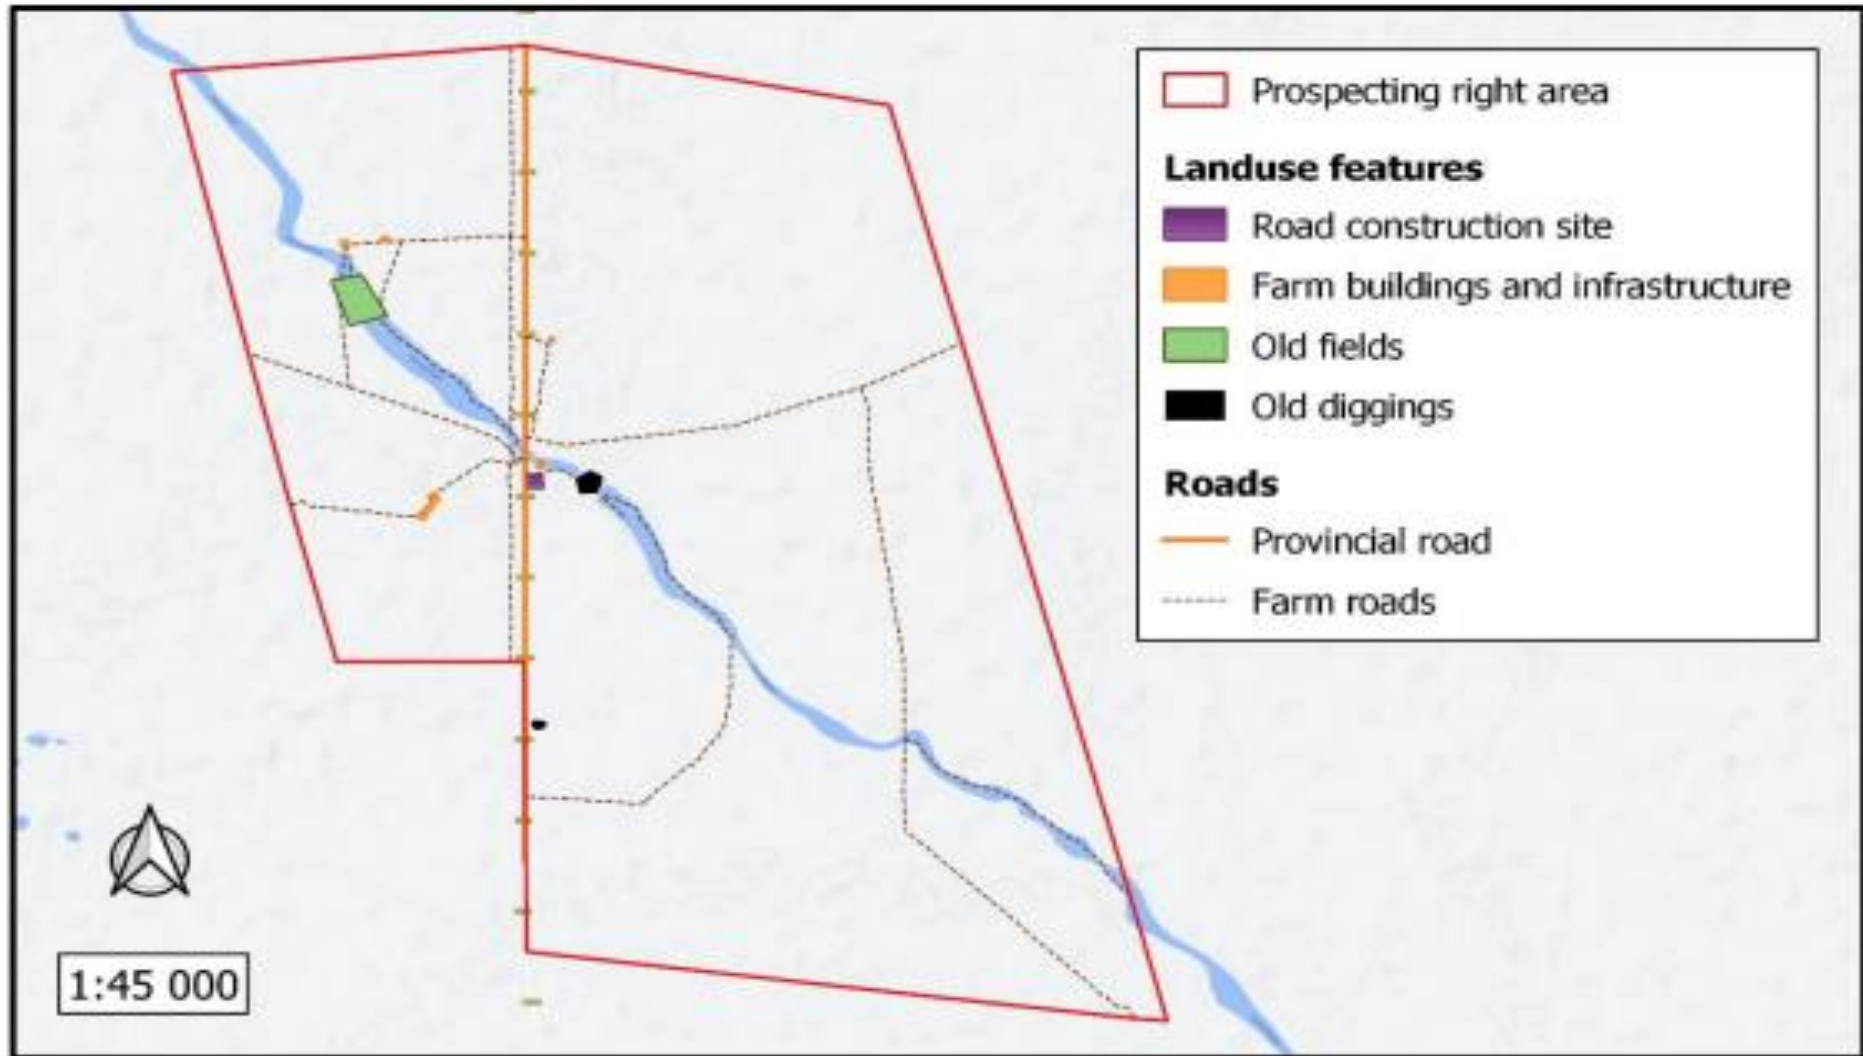 Prospecting right area
Landuse features
Road construction site
Farm buildings and infrastructure
Old fields
Old diggings
Roads
Provincial road
Farm roads
1:45 000